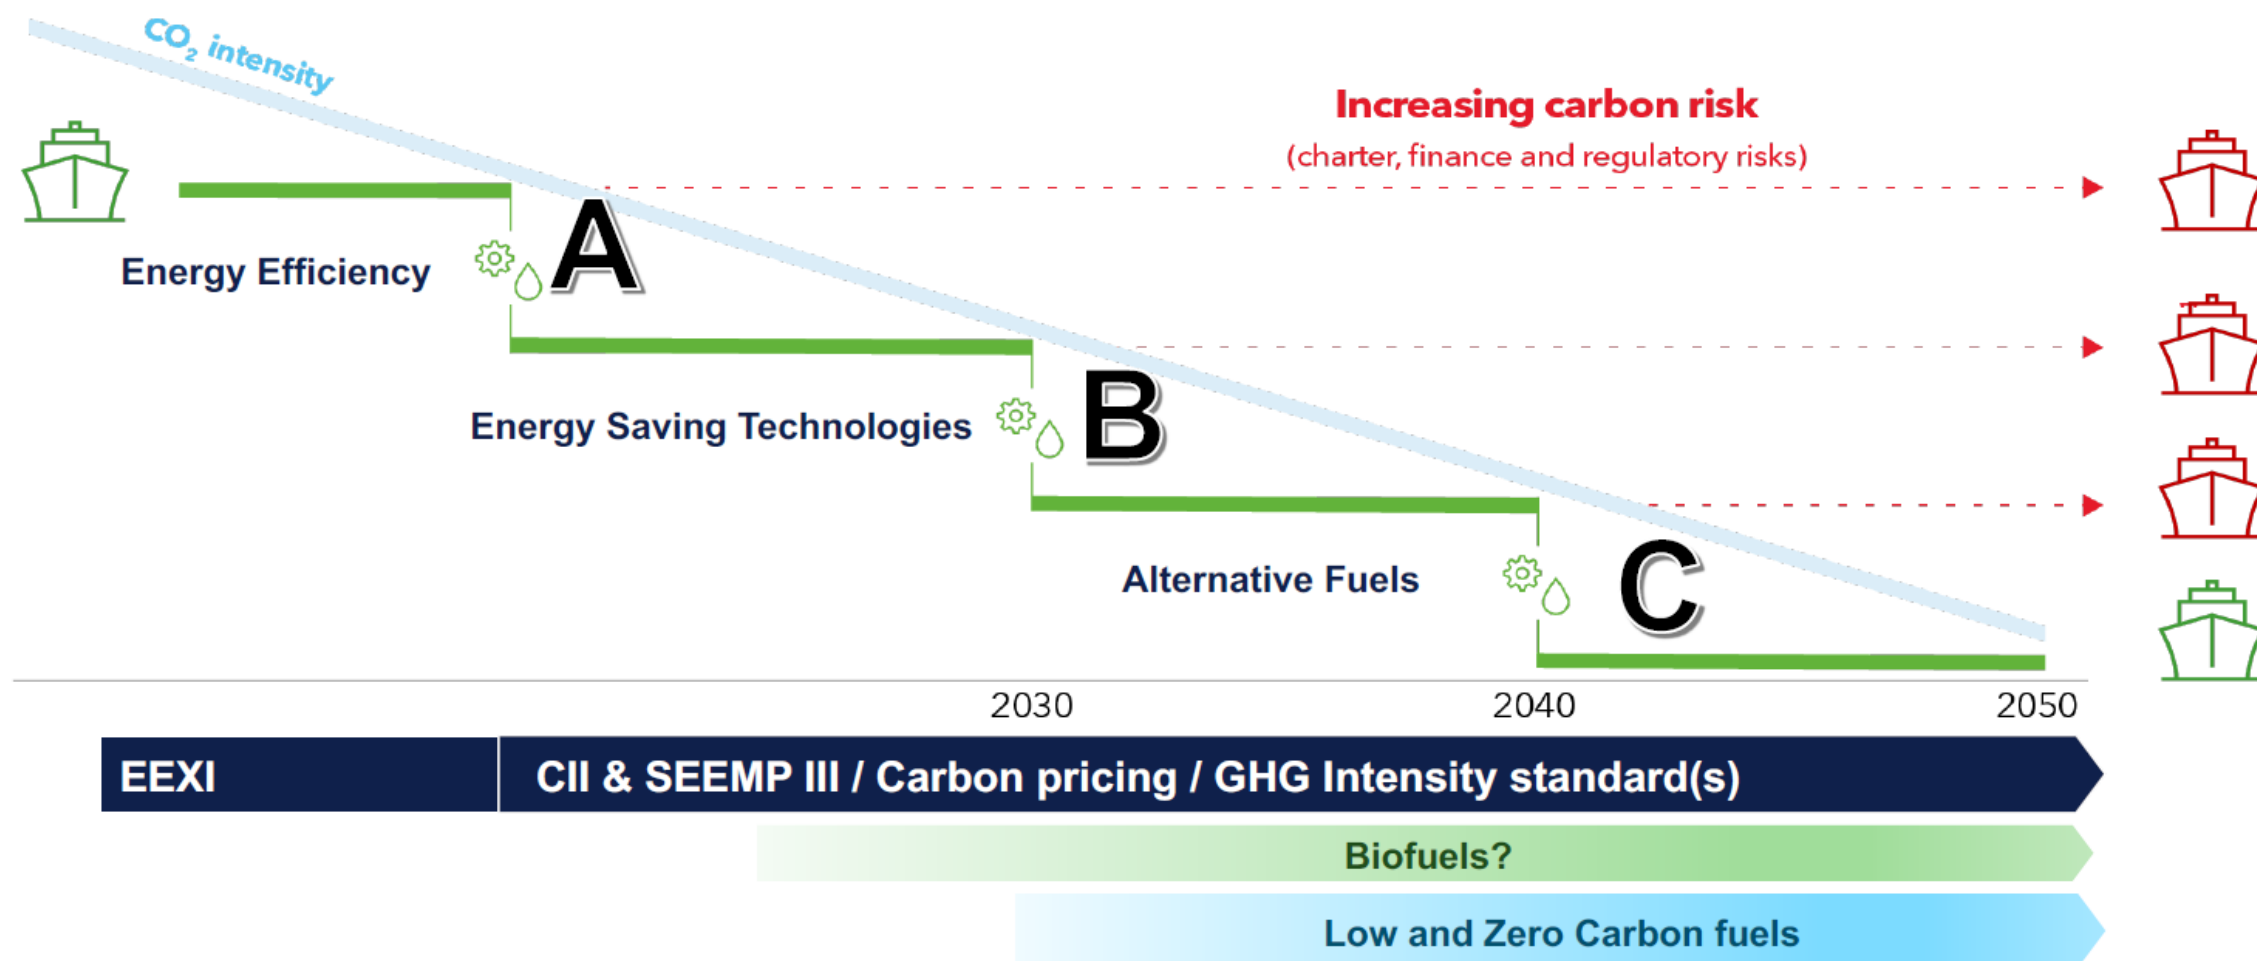 CO₂ intensity
Increasing carbon risk
(charter, finance and regulatory risks)
A
Energy Efficiency
B
Energy Saving Technologies
C
Alternative Fuels
2030 2040 2050
EEXI CII & SEEMP III / Carbon pricing / GHG Intensity standard(s)
Biofuels?
Low and Zero Carbon fuels